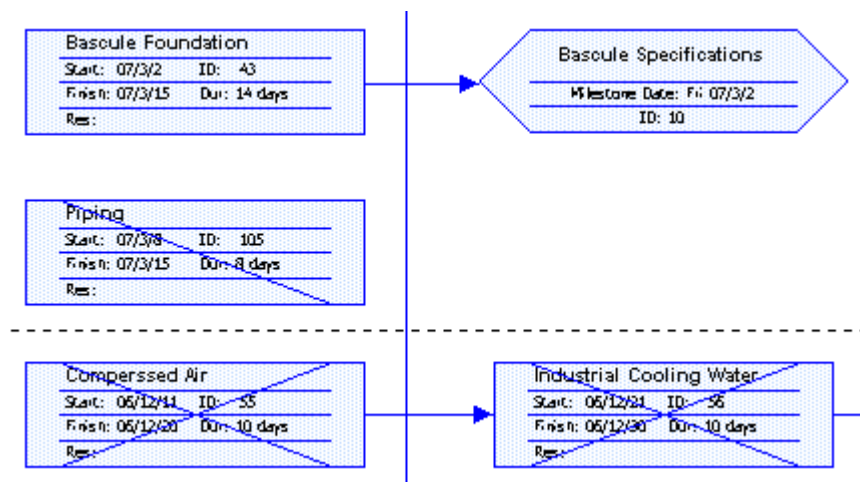 Bascule Foundation
Start: 07/3/2 ID: 43
Finish: 07/3/15 Dur: 14 days
Res:
Bascule Specifications
Milestone Date: Fri 07/3/2
ID: 10
Piping
Start: 07/3/8 ID: 105
Finish: 07/3/15 Dur: 8 days
Res:
Comperssed Air
Start: 06/12/11 ID: 55
Finish: 06/12/20 Dur: 10 days
Res:
Industrial Cooling Water
Start: 06/12/21 ID: 56
Finish: 06/12/30 Dur: 10 days
Res: